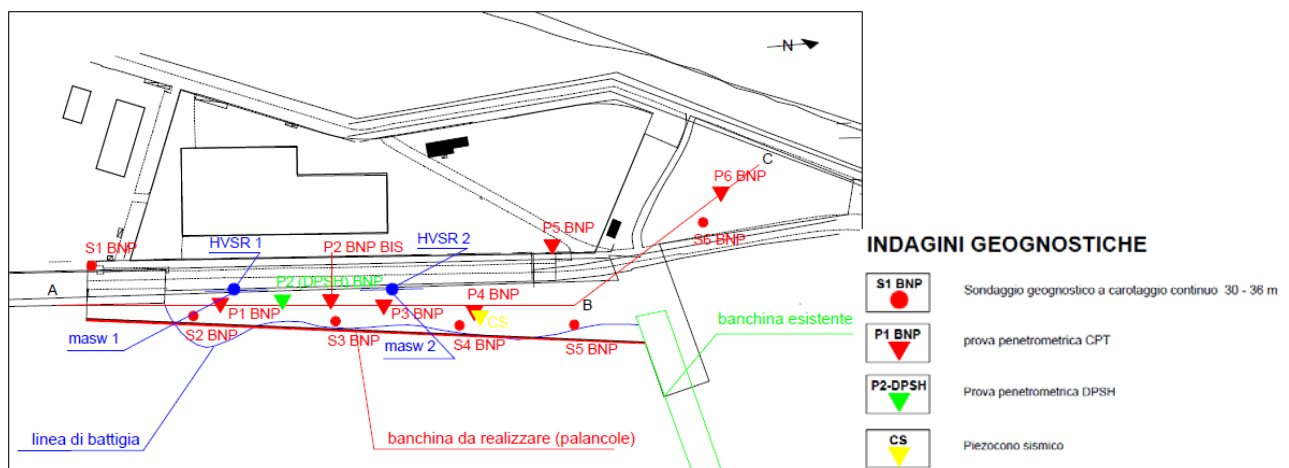 N
C
P6 BNP
S6 BNP
P5 BNP
S1 BNP
HVSR 1
P2 BNP BIS
HVSR 2
P2 (DPSH) BNP
A
P1 BNP
P3 BNP
P4 BNP
CS
B
S2 BNP
masw 1
S3 BNP
masw 2
S4 BNP
S5 BNP
banchina esistente
linea di battigia
banchina da realizzare (palancole)
INDAGINI GEOGNOSTICHE
S1 BNP
Sondaggio geognostico a carotaggio continuo 30 - 36 m
P1 BNP
prova penetrometrica CPT
P2-DPSH
Prova penetrometrica DPSH
CS
Piezocono sismico